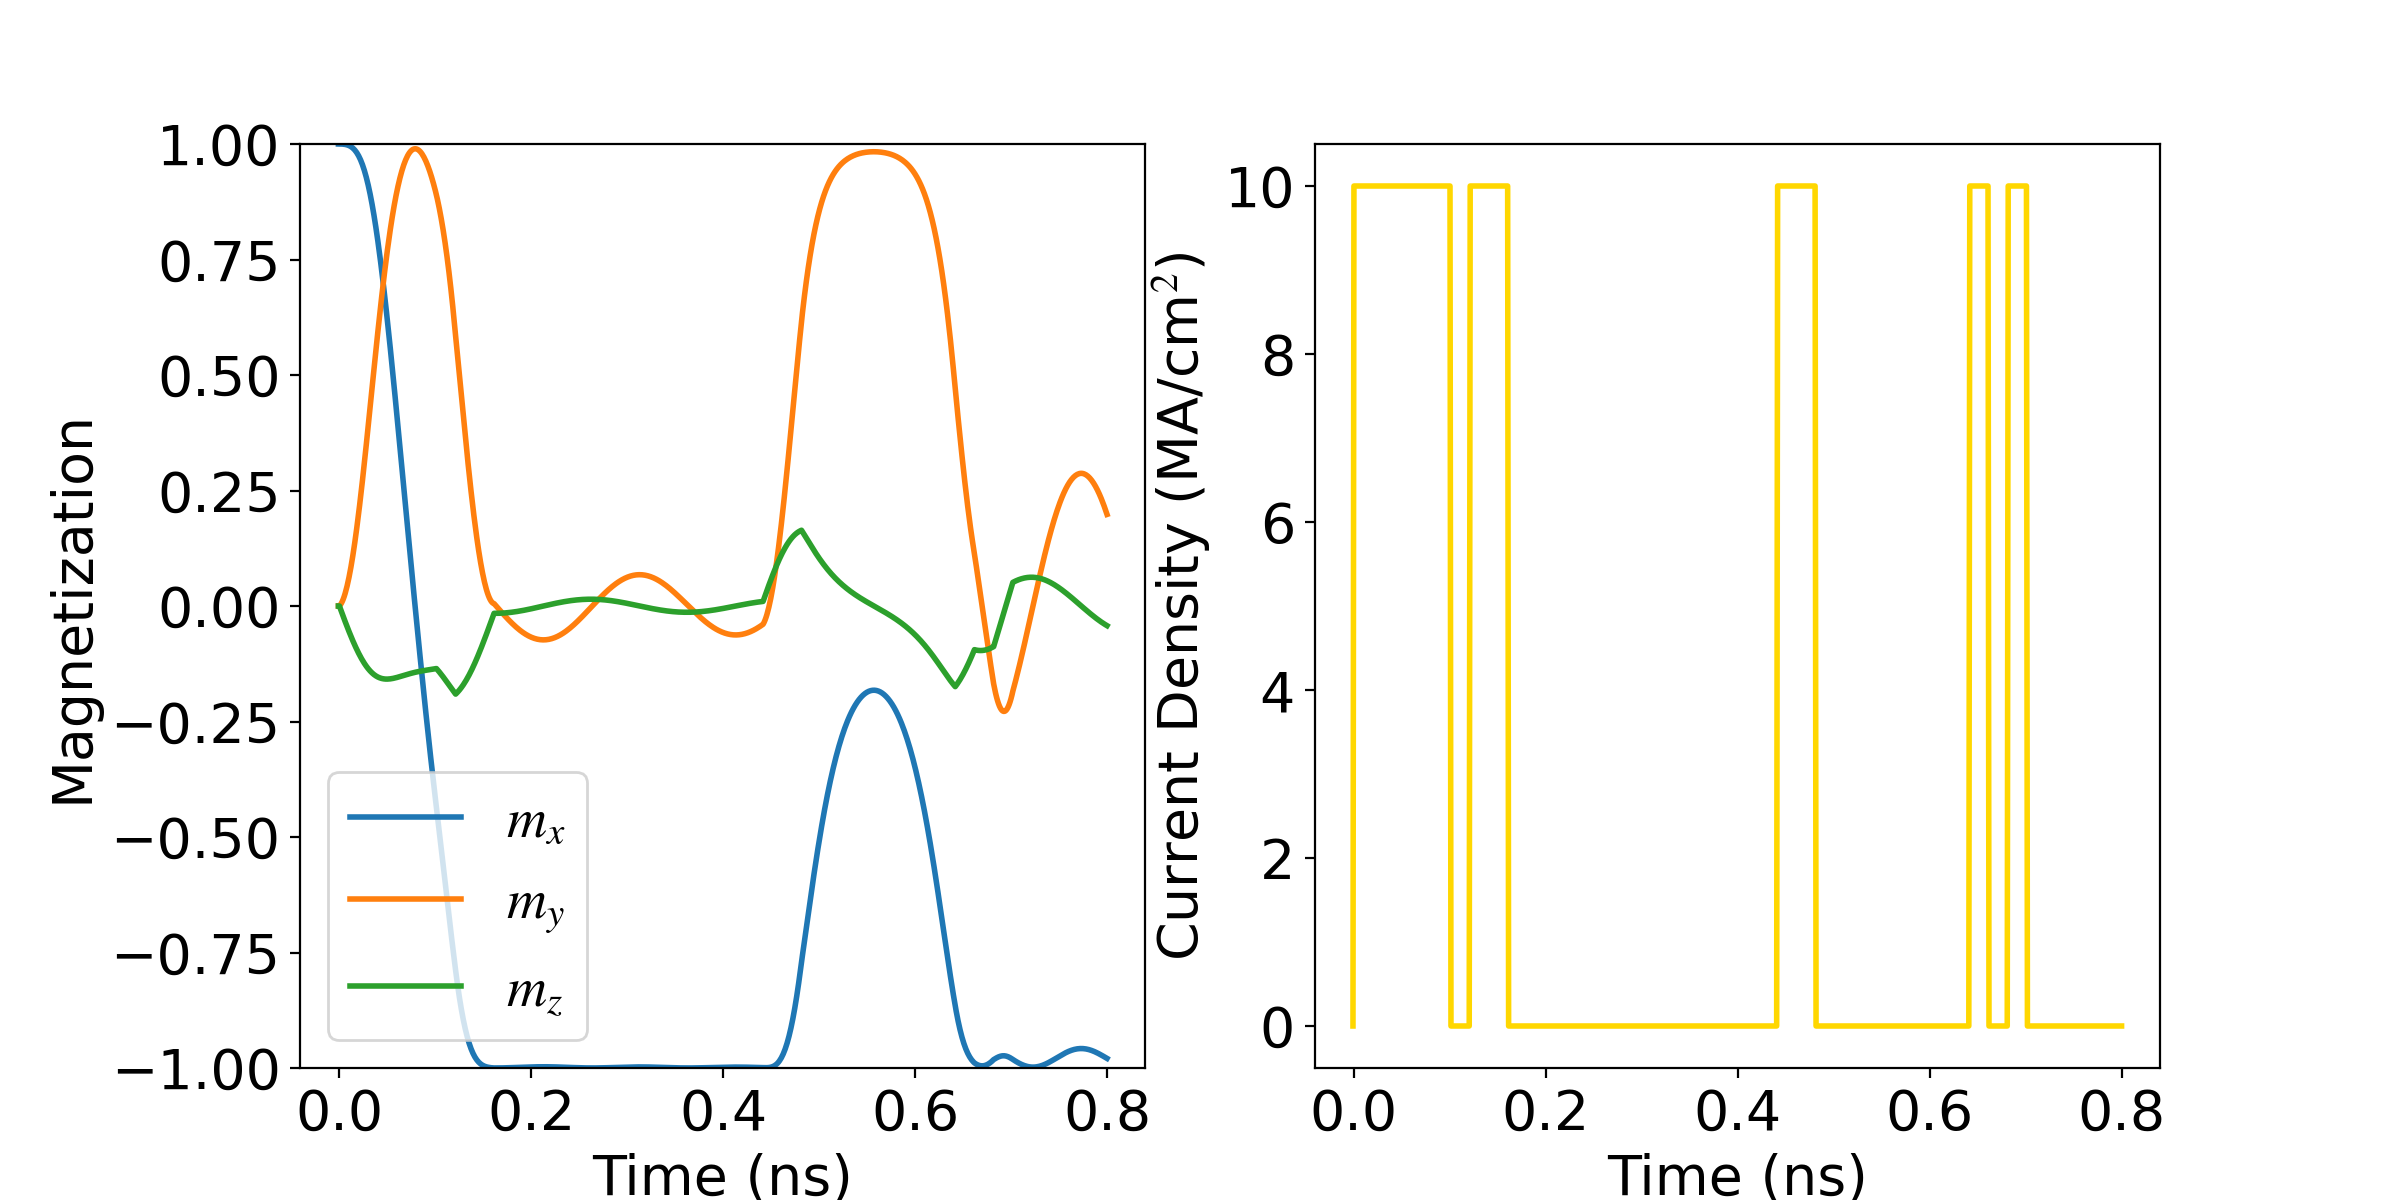 Magnetization
1.00
0.75
0.50
0.25
0.00
−0.25
−0.50
−0.75
−1.00
m_x
m_y
m_z
0.0 0.2 0.4 0.6 0.8
Time (ns)
Current Density (MA/cm²)
10
8
6
4
2
0
0.0 0.2 0.4 0.6 0.8
Time (ns)